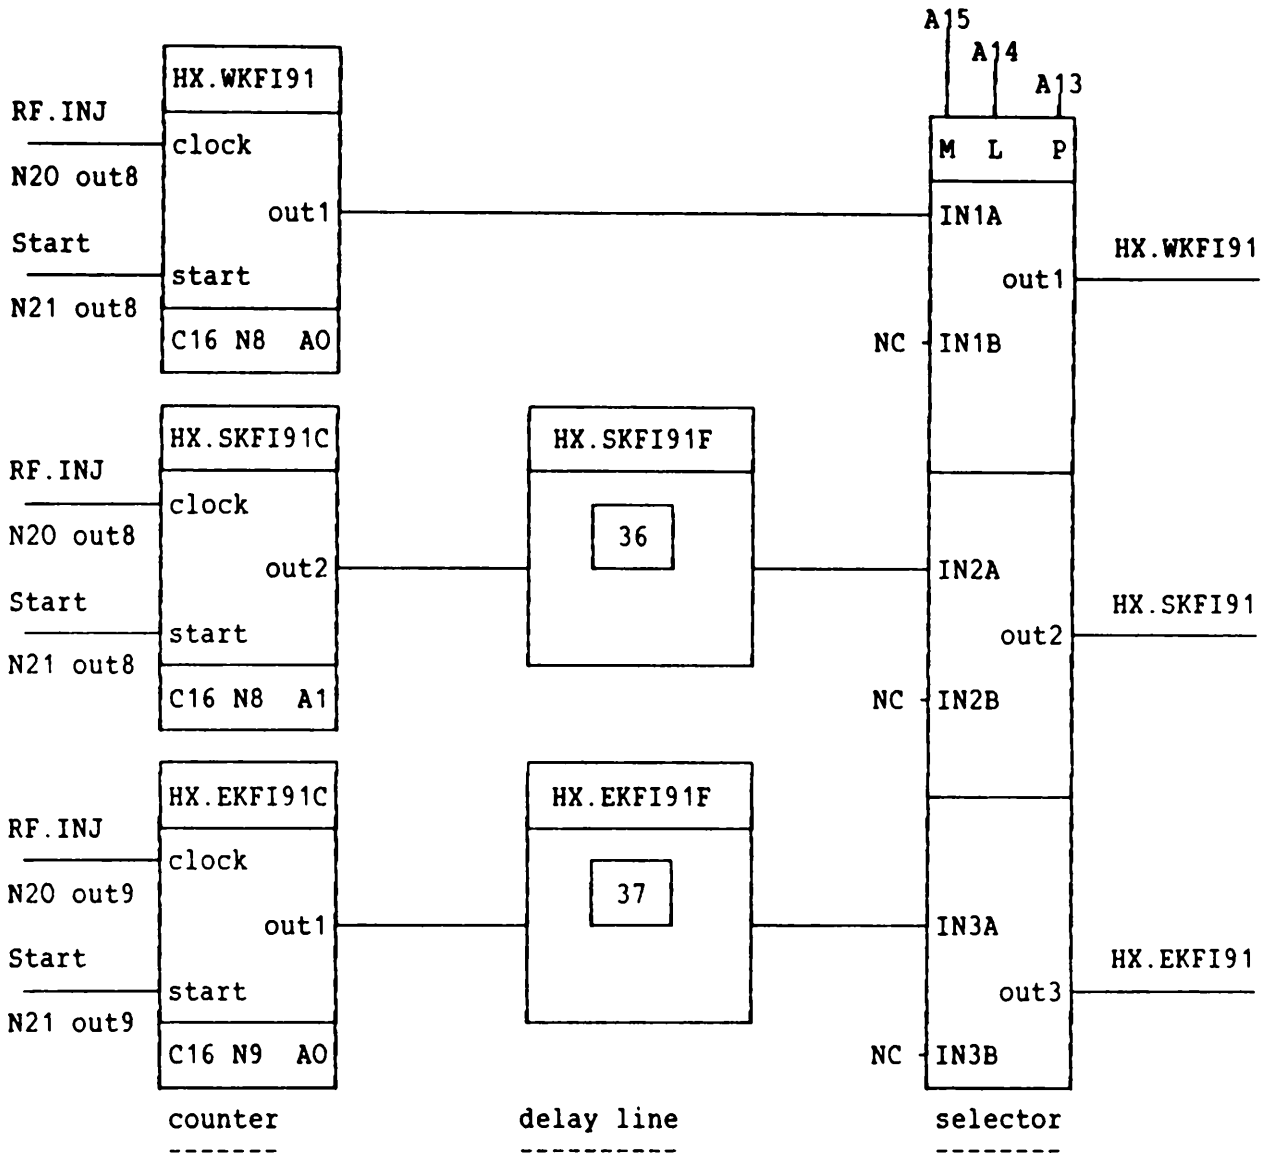 A15
A14
A13
HX.WKFI91
RF.INJ
clock
N20 out8
out1
Start
start
N21 out8
C16 N8 A0
M L P
IN1A
HX.WKFI91
out1
NC IN1B
HX.SKFI91C
RF.INJ
clock
N20 out8
out2
Start
start
N21 out8
C16 N8 A1
HX.SKFI91F
36
IN2A
HX.SKFI91
out2
NC IN2B
HX.EKFI91C
RF.INJ
clock
N20 out9
out1
Start
start
N21 out9
C16 N9 A0
HX.EKFI91F
37
IN3A
HX.EKFI91
out3
NC IN3B
counter
delay line
selector